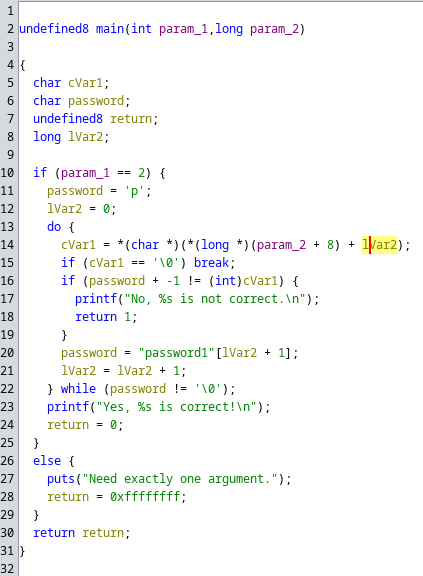 1
2 undefined8 main(int param_1,long param_2)
3
4 {
5   char cVar1;
6   char password;
7   undefined8 return;
8   long lVar2;
9
10   if (param_1 == 2) {
11     password = 'p';
12     lVar2 = 0;
13     do {
14       cVar1 = *(char *)(*(long *)(param_2 + 8) + lVar2);
15       if (cVar1 == '\0') break;
16       if (password + -1 != (int)cVar1) {
17         printf("No, %s is not correct.\n");
18         return 1;
19       }
20       password = "password1"[lVar2 + 1];
21       lVar2 = lVar2 + 1;
22     } while (password != '\0');
23     printf("Yes, %s is correct!\n");
24     return = 0;
25   }
26   else {
27     puts("Need exactly one argument.");
28     return = 0xffffffff;
29   }
30   return return;
31 }
32